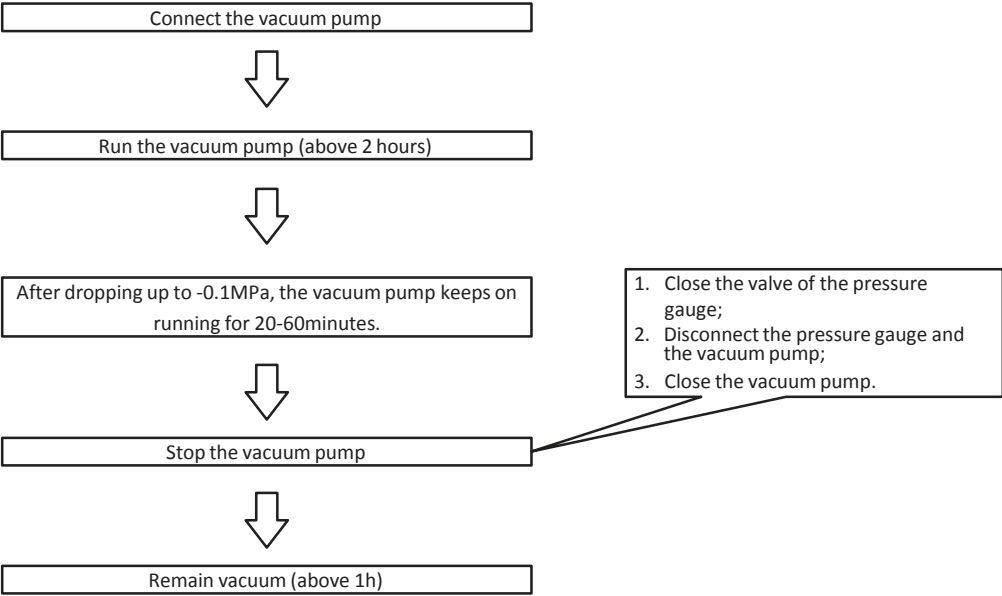 Connect the vacuum pump
Run the vacuum pump (above 2 hours)
After dropping up to -0.1MPa, the vacuum pump keeps on
running for 20-60minutes.
1. Close the valve of the pressure
gauge;
2. Disconnect the pressure gauge and
the vacuum pump;
3. Close the vacuum pump.
Stop the vacuum pump
Remain vacuum (above 1h)